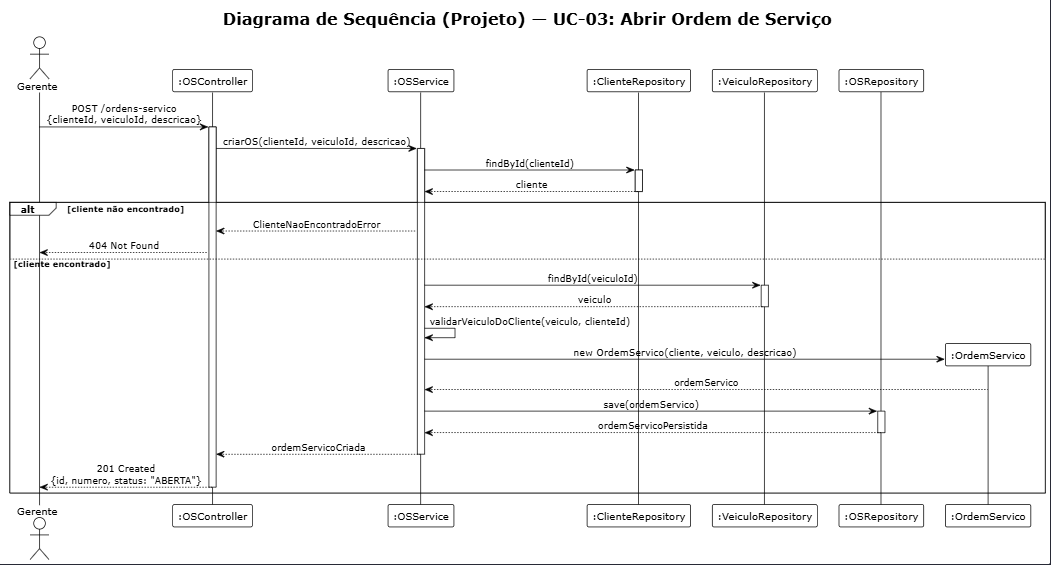 Diagrama de Sequência (Projeto) — UC-03: Abrir Ordem de Serviço
Gerente
:OSController
:OSService
:ClienteRepository
:VeiculoRepository
:OSRepository
POST /ordens-servico
{clienteId, veiculoId, descricao}
criarOS(clienteId, veiculoId, descricao)
findById(clienteId)
cliente
alt
[cliente não encontrado]
ClienteNaoEncontradoError
404 Not Found
[cliente encontrado]
findById(veiculoId)
veiculo
validarVeiculoDoCliente(veiculo, clienteId)
new OrdemServico(cliente, veiculo, descricao)
:OrdemServico
ordemServico
save(ordemServico)
ordemServicoPersistida
ordemServicoCriada
201 Created
{id, numero, status: "ABERTA"}
Gerente
:OSController
:OSService
:ClienteRepository
:VeiculoRepository
:OSRepository
:OrdemServico